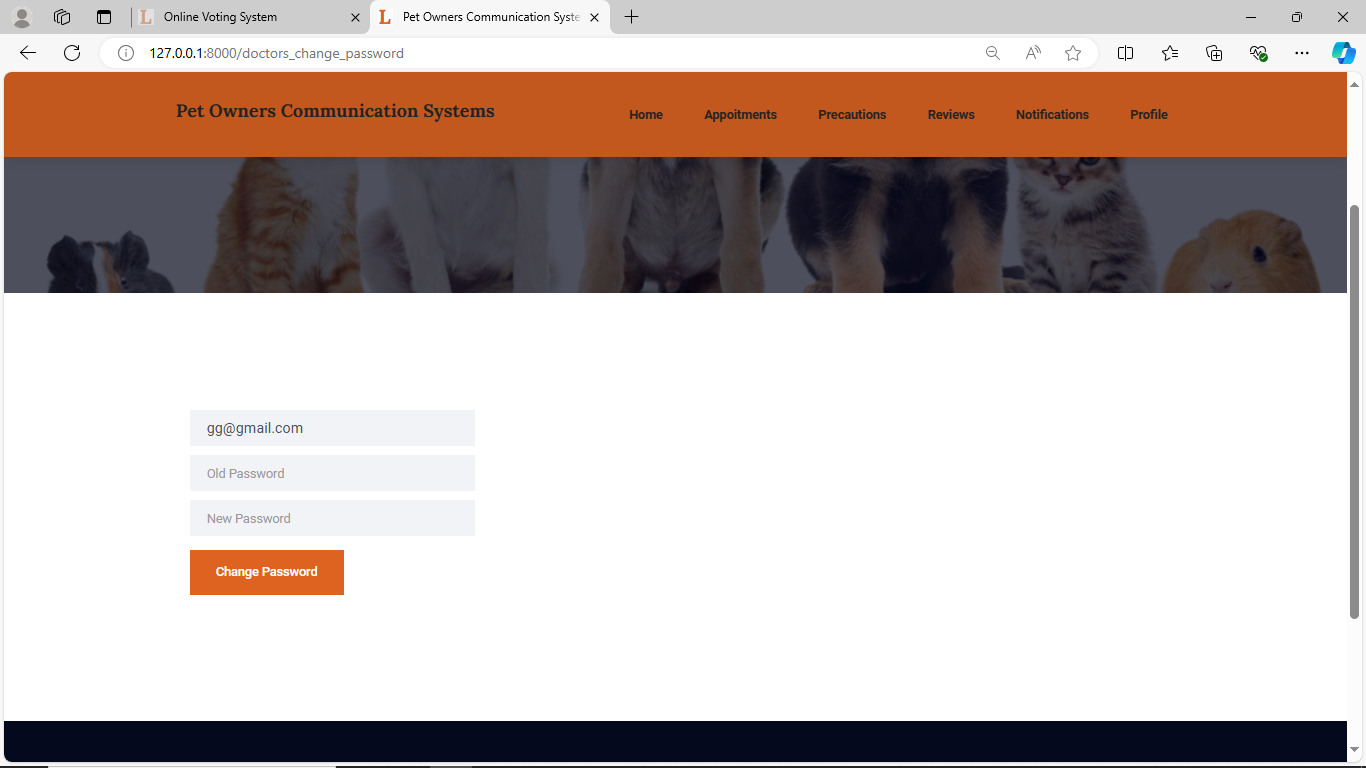 Online Voting System
Pet Owners Communication Syste
127.0.0.1:8000/doctors_change_password
Pet Owners Communication Systems
Home Appoitments Precautions Reviews Notifications Profile
gg@gmail.com
Old Password
New Password
Change Password